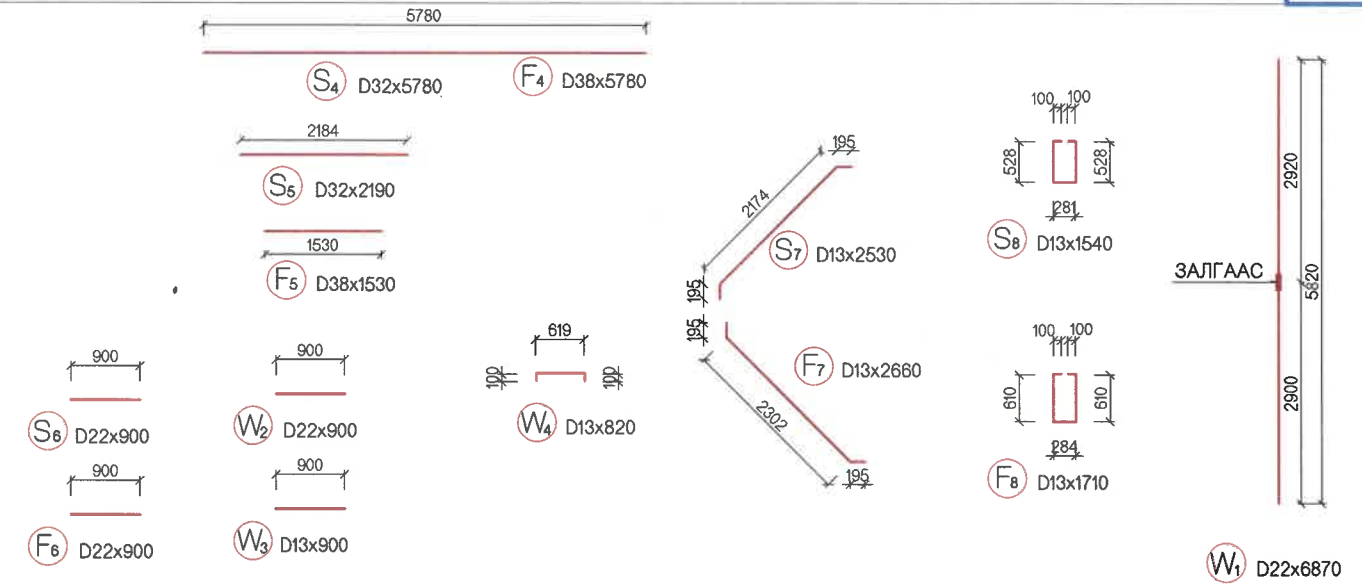 5780
S4 D32x5780 F4 D38x5780
2184
S5 D32x2190
1530
F5 D38x1530
900
S6 D22x900
900
F6 D22x900
900
W2 D22x900
900
W3 D13x900
619
100 100
W4 D13x820
195
2174
S7 D13x2530
195
195
F7 D13x2660
2302
195
100 100
528 528
281
S8 D13x1540
100 100
610 610
284
F8 D13x1710
2920
ЗАЛГААС
5820
2900
W1 D22x6870